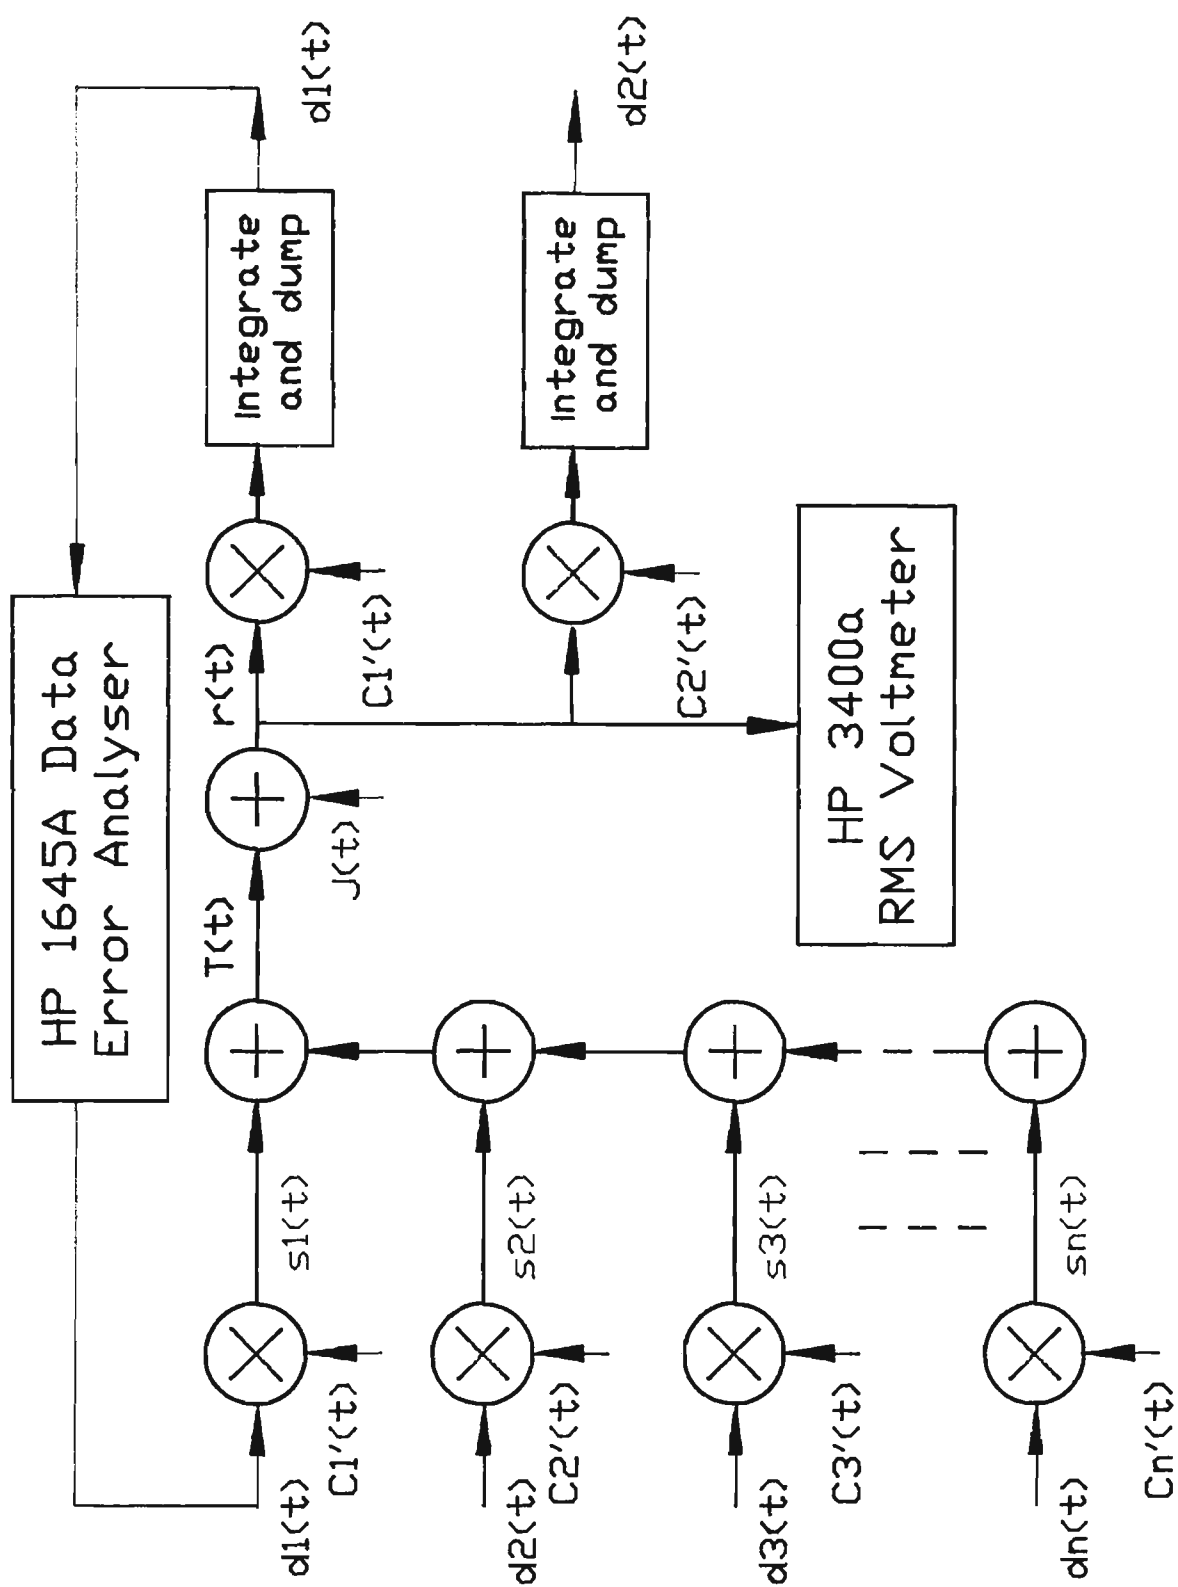 HP 1645A Data
Error Analyser
d1(t)
C1'(t)
s1(t)
T(t)
J(t)
r(t)
C1'(t)
Integrate
and dump
d1(t)
d2(t)
C2'(t)
s2(t)
C2'(t)
Integrate
and dump
d2(t)
d3(t)
C3'(t)
s3(t)
HP 3400a
RMS Voltmeter
dn(t)
Cn'(t)
sn(t)